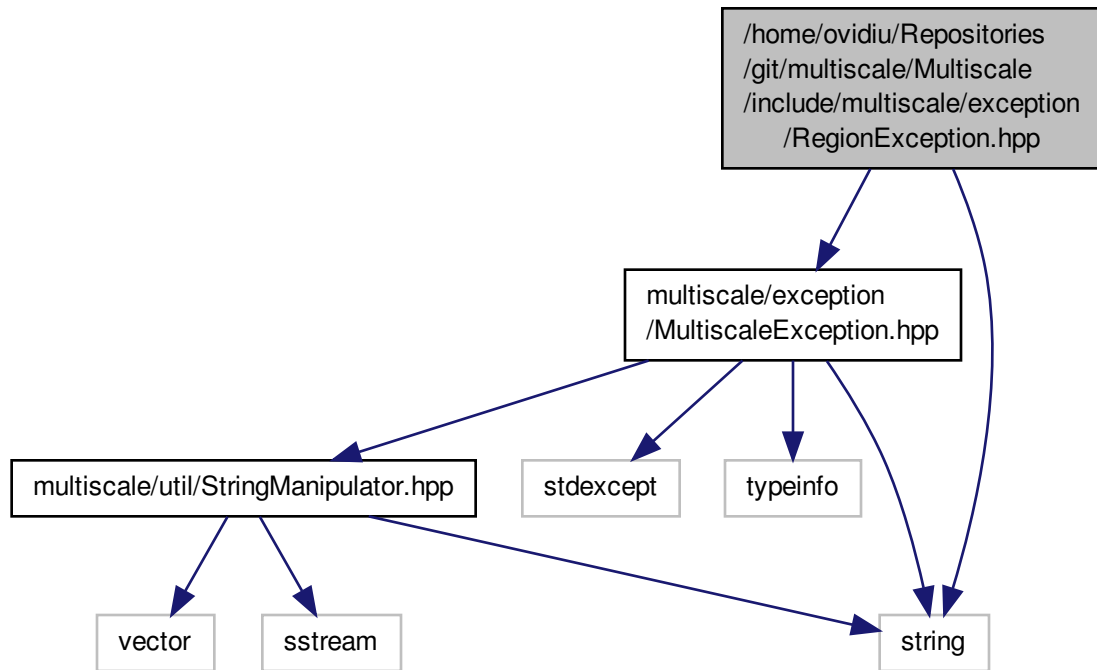 /home/ovidiu/Repositories
/git/multiscale/Multiscale
/include/multiscale/exception
/RegionException.hpp
multiscale/exception
/MultiscaleException.hpp
multiscale/util/StringManipulator.hpp
stdexcept
typeinfo
vector
sstream
string